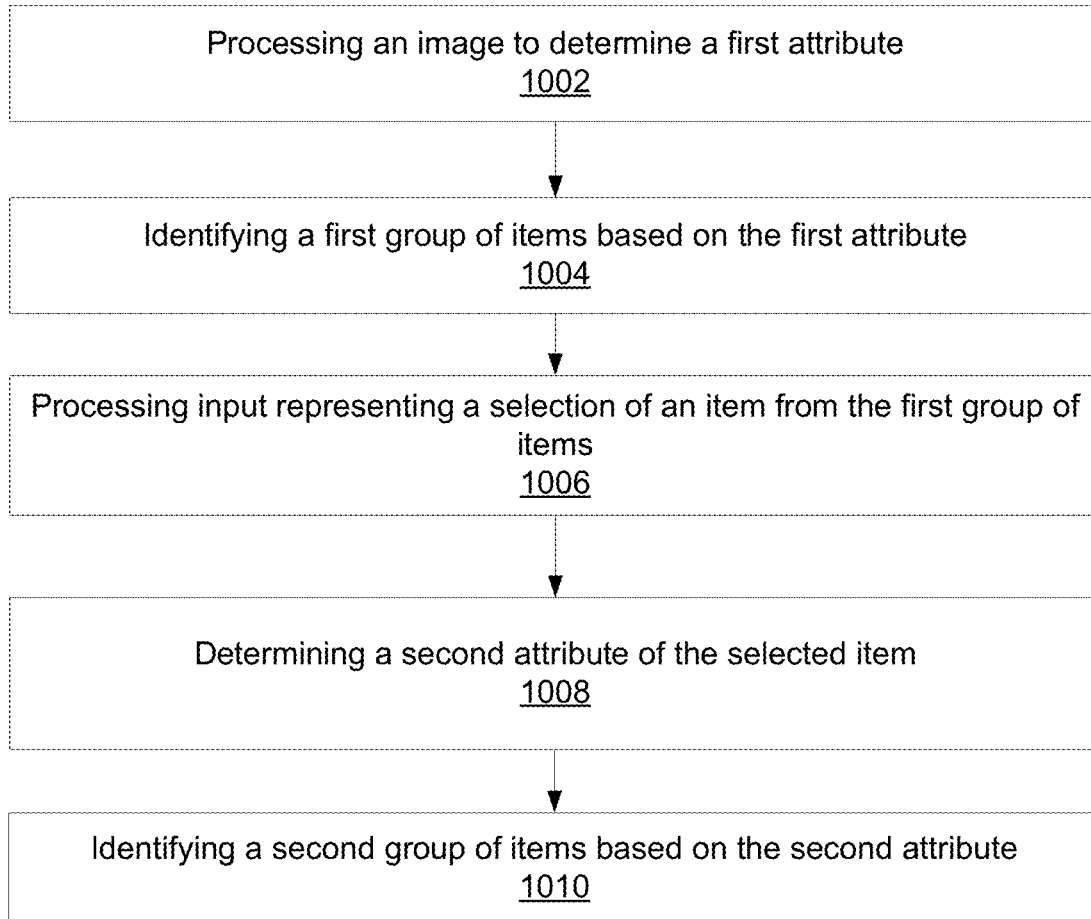 Processing an image to determine a first attribute
1002
Identifying a first group of items based on the first attribute
1004
Processing input representing a selection of an item from the first group of
items
1006
Determining a second attribute of the selected item
1008
Identifying a second group of items based on the second attribute
1010